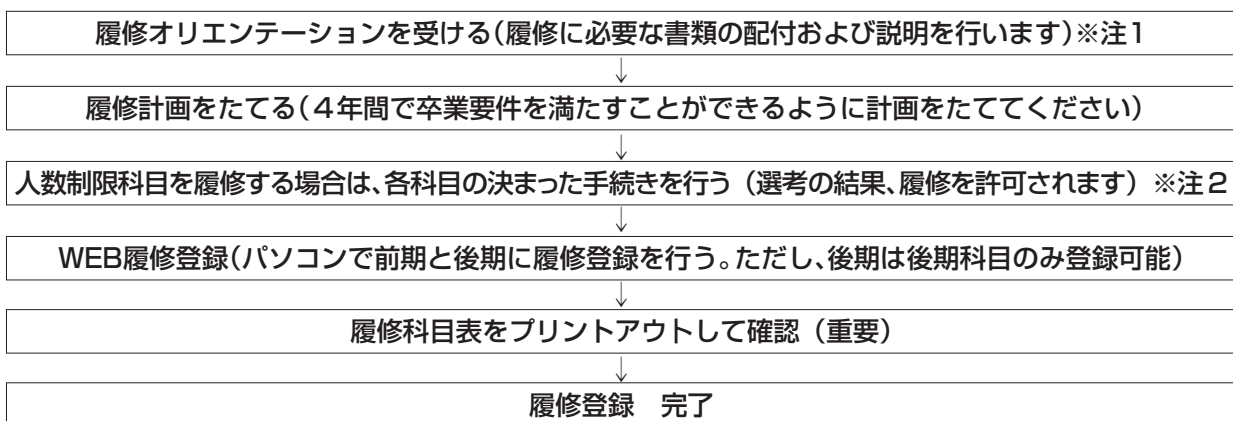 履修オリエンテーションを受ける(履修に必要な書類の配付および説明を行います)※注1
↓
履修計画をたてる(4年間で卒業要件を満たすことができるように計画をたててください)
↓
人数制限科目を履修する場合は、各科目の決まった手続きを行う(選考の結果、履修を許可されます)※注2
↓
WEB履修登録(パソコンで前期と後期に履修登録を行う。ただし、後期は後期科目のみ登録可能)
↓
履修科目表をプリントアウトして確認(重要)
↓
履修登録 完了